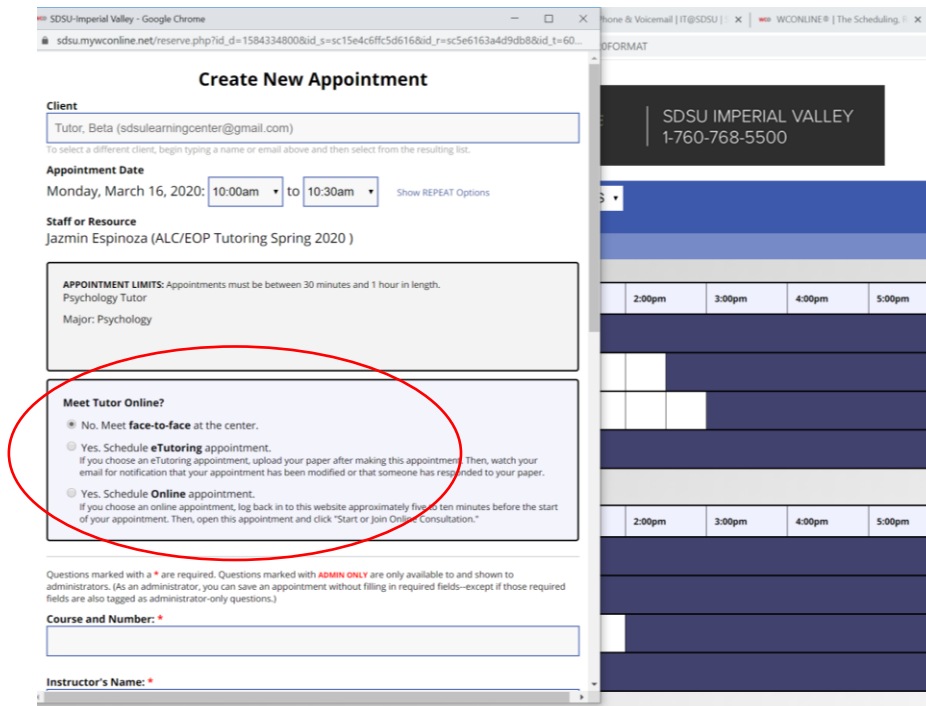 SDSU-Imperial Valley - Google Chrome
hone & Voicemail | IT@SDSU |
WCONLINE® | The Scheduling,
sdsu.mywconline.net/reserve.php?id_d=1584334800&id_s=sc15e4c6ffc5d616&id_r=sc5e6163a4d9db8&id_t=60...
0FORMAT
Create New Appointment
Client
Tutor, Beta (sdsulearningcenter@gmail.com)
To select a different client, begin typing a name or email above and then select from the resulting list.
Appointment Date
Monday, March 16, 2020: 10:00am to 10:30am Show REPEAT Options
Staff or Resource
Jazmin Espinoza (ALC/EOP Tutoring Spring 2020 )
APPOINTMENT LIMITS: Appointments must be between 30 minutes and 1 hour in length.
Psychology Tutor
Major: Psychology
Meet Tutor Online?
No. Meet face-to-face at the center.
Yes. Schedule eTutoring appointment.
If you choose an eTutoring appointment, upload your paper after making this appointment. Then, watch your
email for notification that your appointment has been modified or that someone has responded to your paper.
Yes. Schedule Online appointment.
If you choose an online appointment, log back in to this website approximately five to ten minutes before the start
of your appointment. Then, open this appointment and click "Start or Join Online Consultation."
Questions marked with a * are required. Questions marked with ADMIN ONLY are only available to and shown to
administrators. (As an administrator, you can save an appointment without filling in required fields--except if those required
fields are also tagged as administrator-only questions.)
Course and Number: *
Instructor's Name: *
SDSU IMPERIAL VALLEY
1-760-768-5500
2:00pm 3:00pm 4:00pm 5:00pm
2:00pm 3:00pm 4:00pm 5:00pm